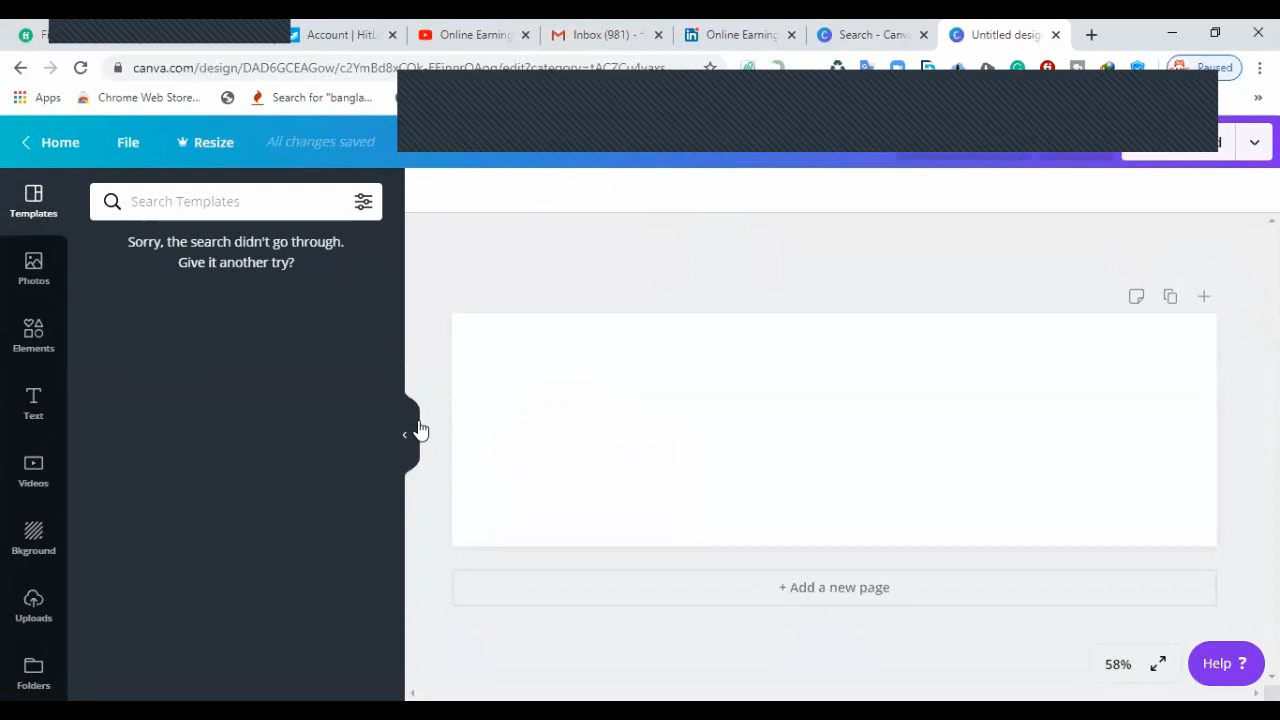 Account | HitL
Online Earning
Inbox (981) - t
Online Earning
Search - Canva
Untitled desig
canva.com/design/DAD6GCEAGow/
Paused
Apps
Chrome Web Store...
Search for "bangla...
Home
File
Resize
All changes saved
Templates
Search Templates
Sorry, the search didn't go through.
Give it another try?
Photos
Elements
Text
Videos
Bkground
Uploads
Folders
+ Add a new page
58%
Help ?